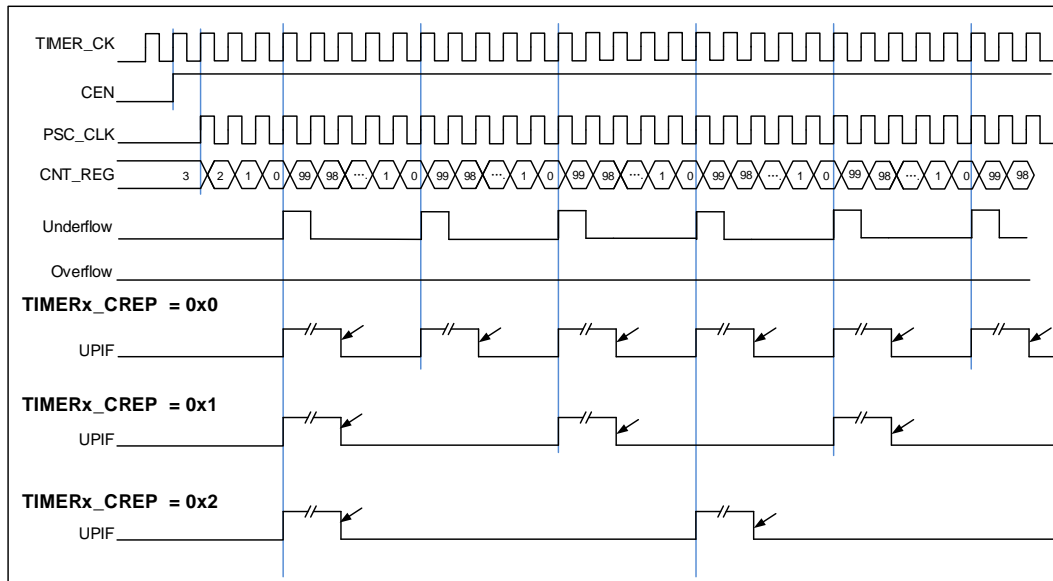 TIMER_CK
CEN
PSC_CLK
CNT_REG 3 2 1 0 99 98 .... 1 0 99 98 .... 1 0 99 98 .... 1 0 99 98 .... 1 0 99 98 .... 1 0 99 98
Underflow
Overflow
TIMERx_CREP = 0x0
UPIF
TIMERx_CREP = 0x1
UPIF
TIMERx_CREP = 0x2
UPIF